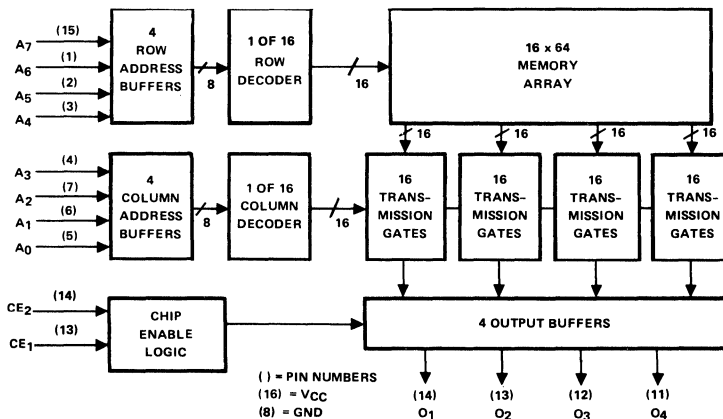 A7 (15)
A6 (1)
A5 (2)
A4 (3)
4
ROW
ADDRESS
BUFFERS
8
1 OF 16
ROW
DECODER
16
16 x 64
MEMORY
ARRAY
16
16
16
16
A3 (4)
A2 (7)
A1 (6)
A0 (5)
4
COLUMN
ADDRESS
BUFFERS
8
1 OF 16
COLUMN
DECODER
16
16
TRANS-
MISSION
GATES
16
TRANS-
MISSION
GATES
16
TRANS-
MISSION
GATES
16
TRANS-
MISSION
GATES
CE2 (14)
CE1 (13)
CHIP
ENABLE
LOGIC
4 OUTPUT BUFFERS
( ) = PIN NUMBERS
(16) = VCC
(8) = GND
(14) (13) (12) (11)
O1 O2 O3 O4